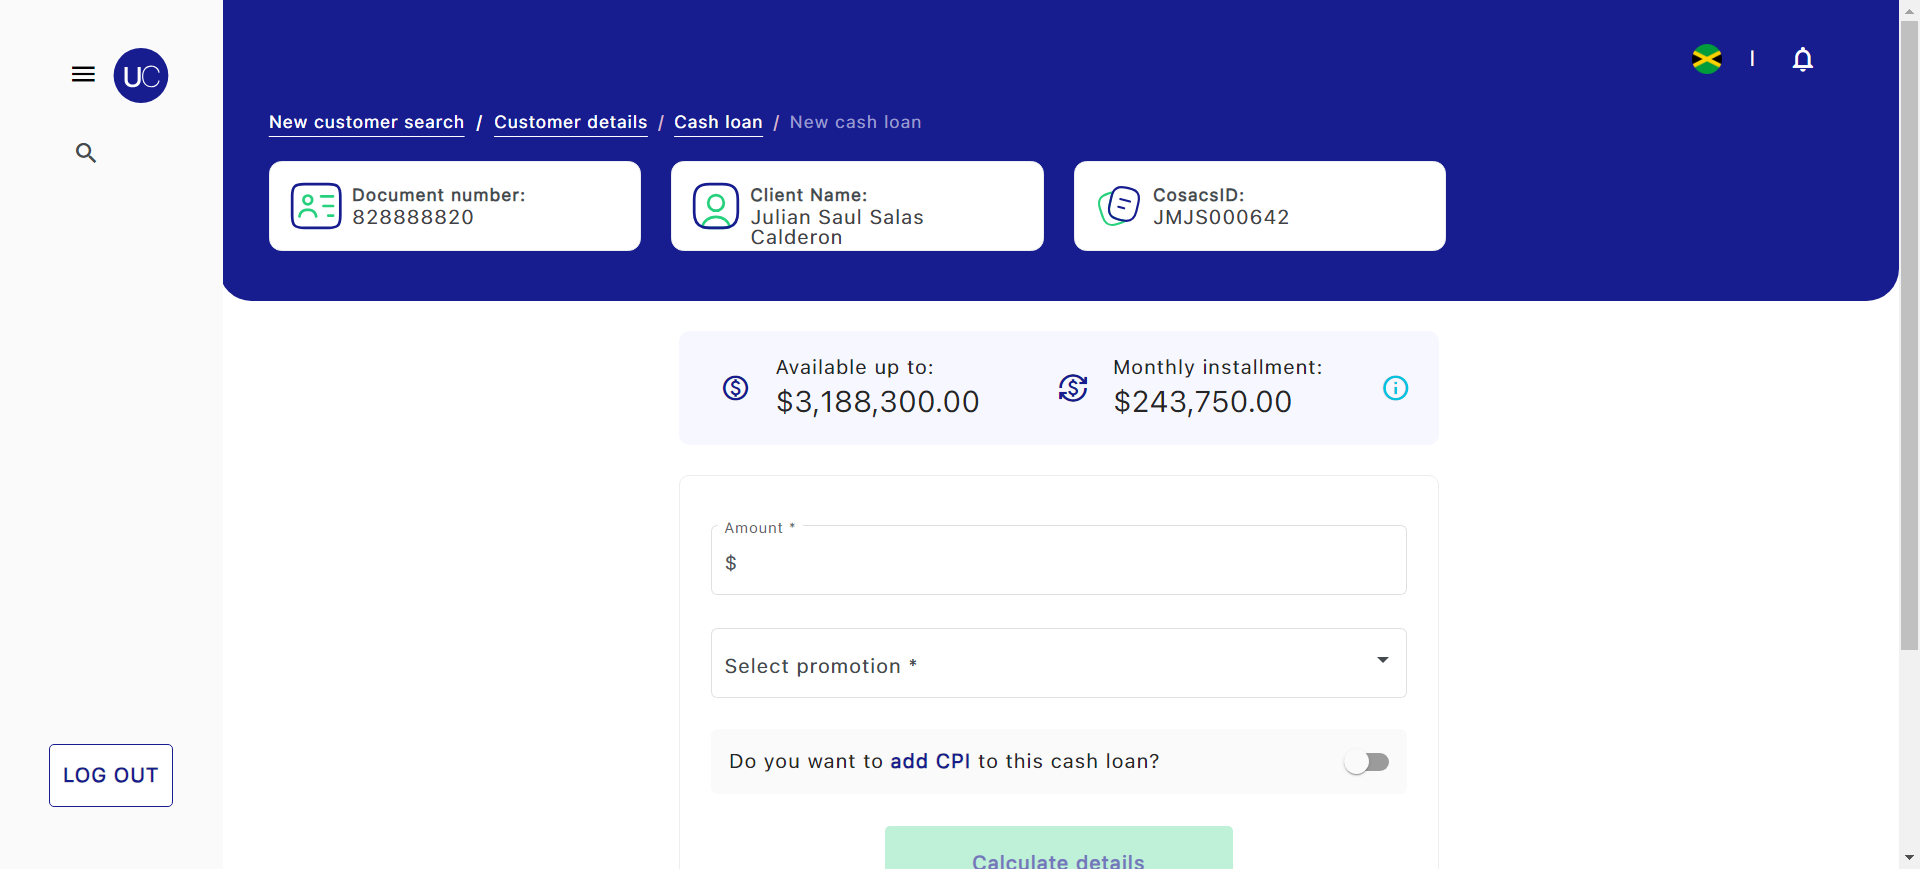 UC
New customer search / Customer details / Cash loan / New cash loan
Document number:
828888820
Client Name:
Julian Saul Salas
Calderon
CosacsID:
JMJS000642
Available up to:
$3,188,300.00
Monthly installment:
$243,750.00
Amount *
$
Select promotion *
Do you want to add CPI to this cash loan?
Calculate details
LOG OUT